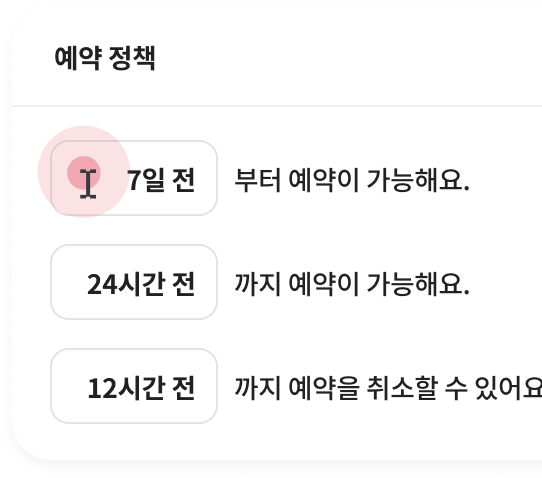 예약 정책
7일 전 부터 예약이 가능해요.
24시간 전 까지 예약이 가능해요.
12시간 전 까지 예약을 취소할 수 있어요